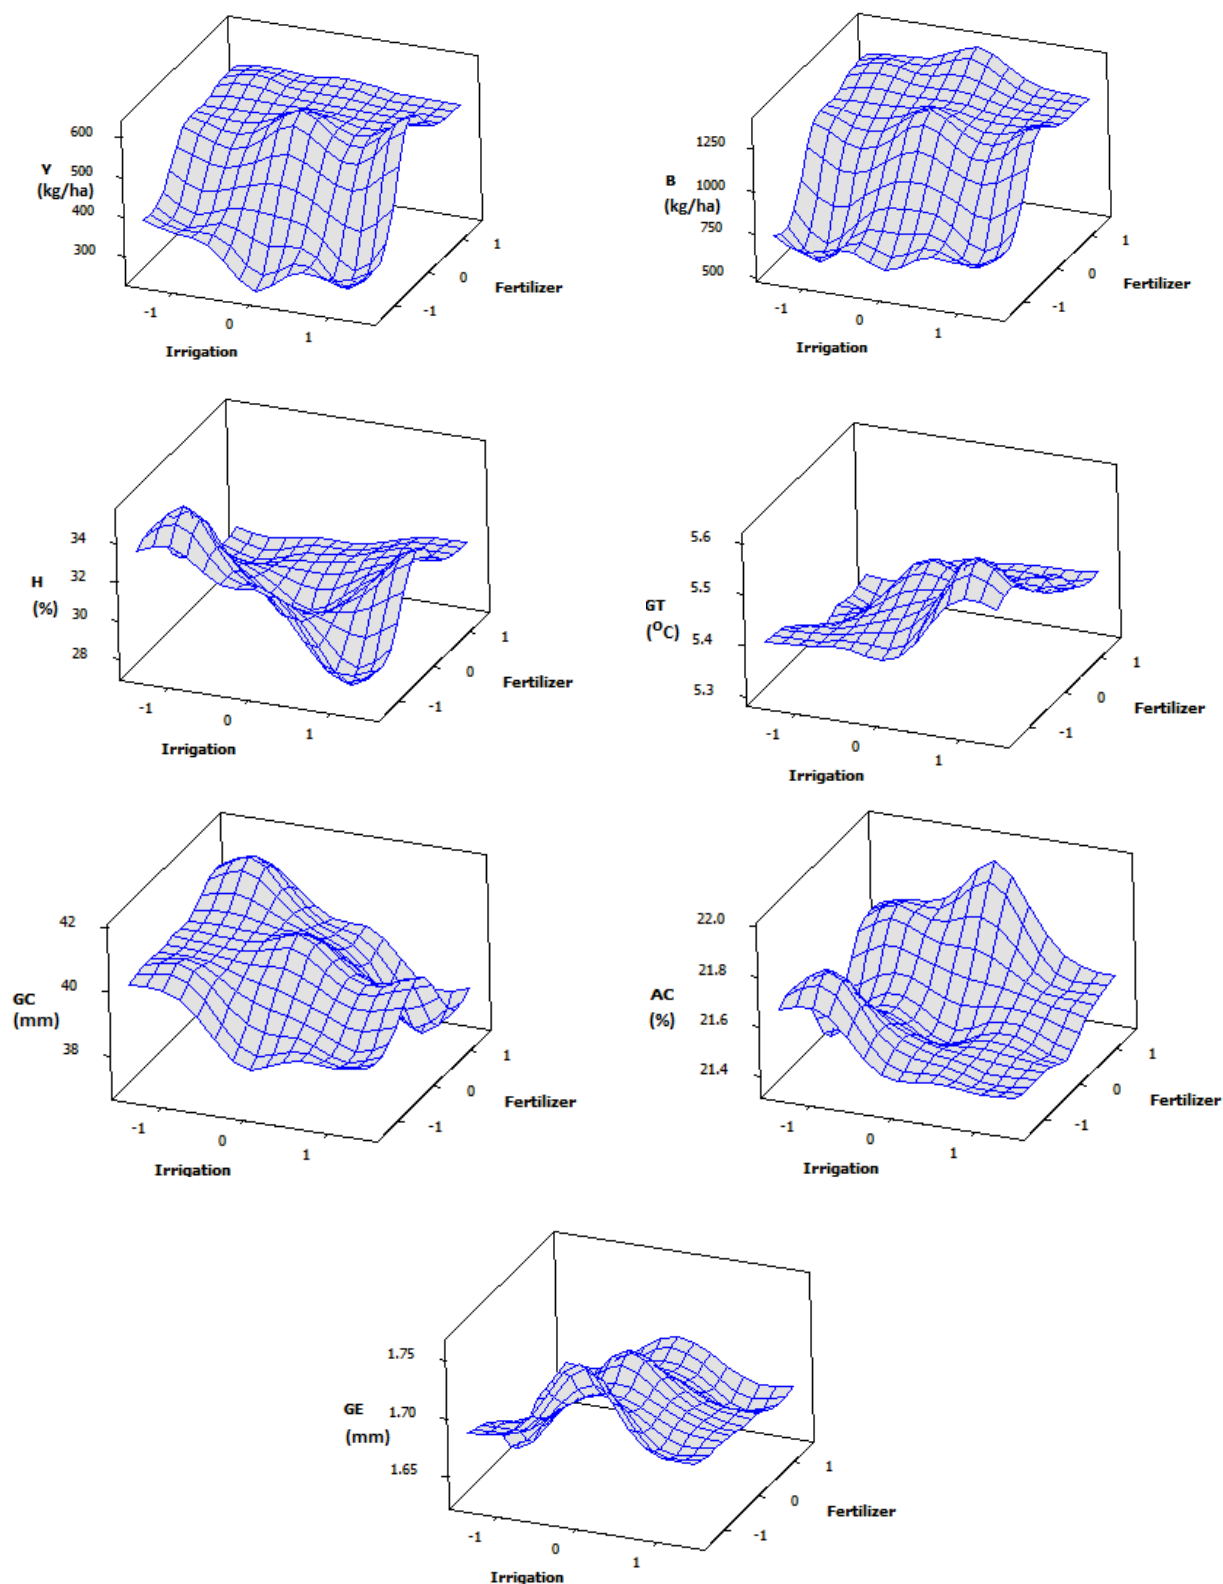 600
Y
500
(kg/ha)
400
300
-1
0
1
Irrigation
1
0
-1
Fertilizer
1250
B
1000
(kg/ha)
750
500
-1
0
1
Irrigation
1
0
-1
Fertilizer
34
H
32
(%)
30
28
-1
0
1
Irrigation
1
0
-1
Fertilizer
5.6
5.5
GT
(°C)
5.4
5.3
-1
0
1
Irrigation
1
0
-1
Fertilizer
42
GC
40
(mm)
38
-1
0
1
Irrigation
1
0
-1
Fertilizer
22.0
21.8
AC
(%)
21.6
21.4
-1
0
1
Irrigation
1
0
-1
Fertilizer
1.75
GE
1.70
(mm)
1.65
-1
0
1
Irrigation
1
0
-1
Fertilizer